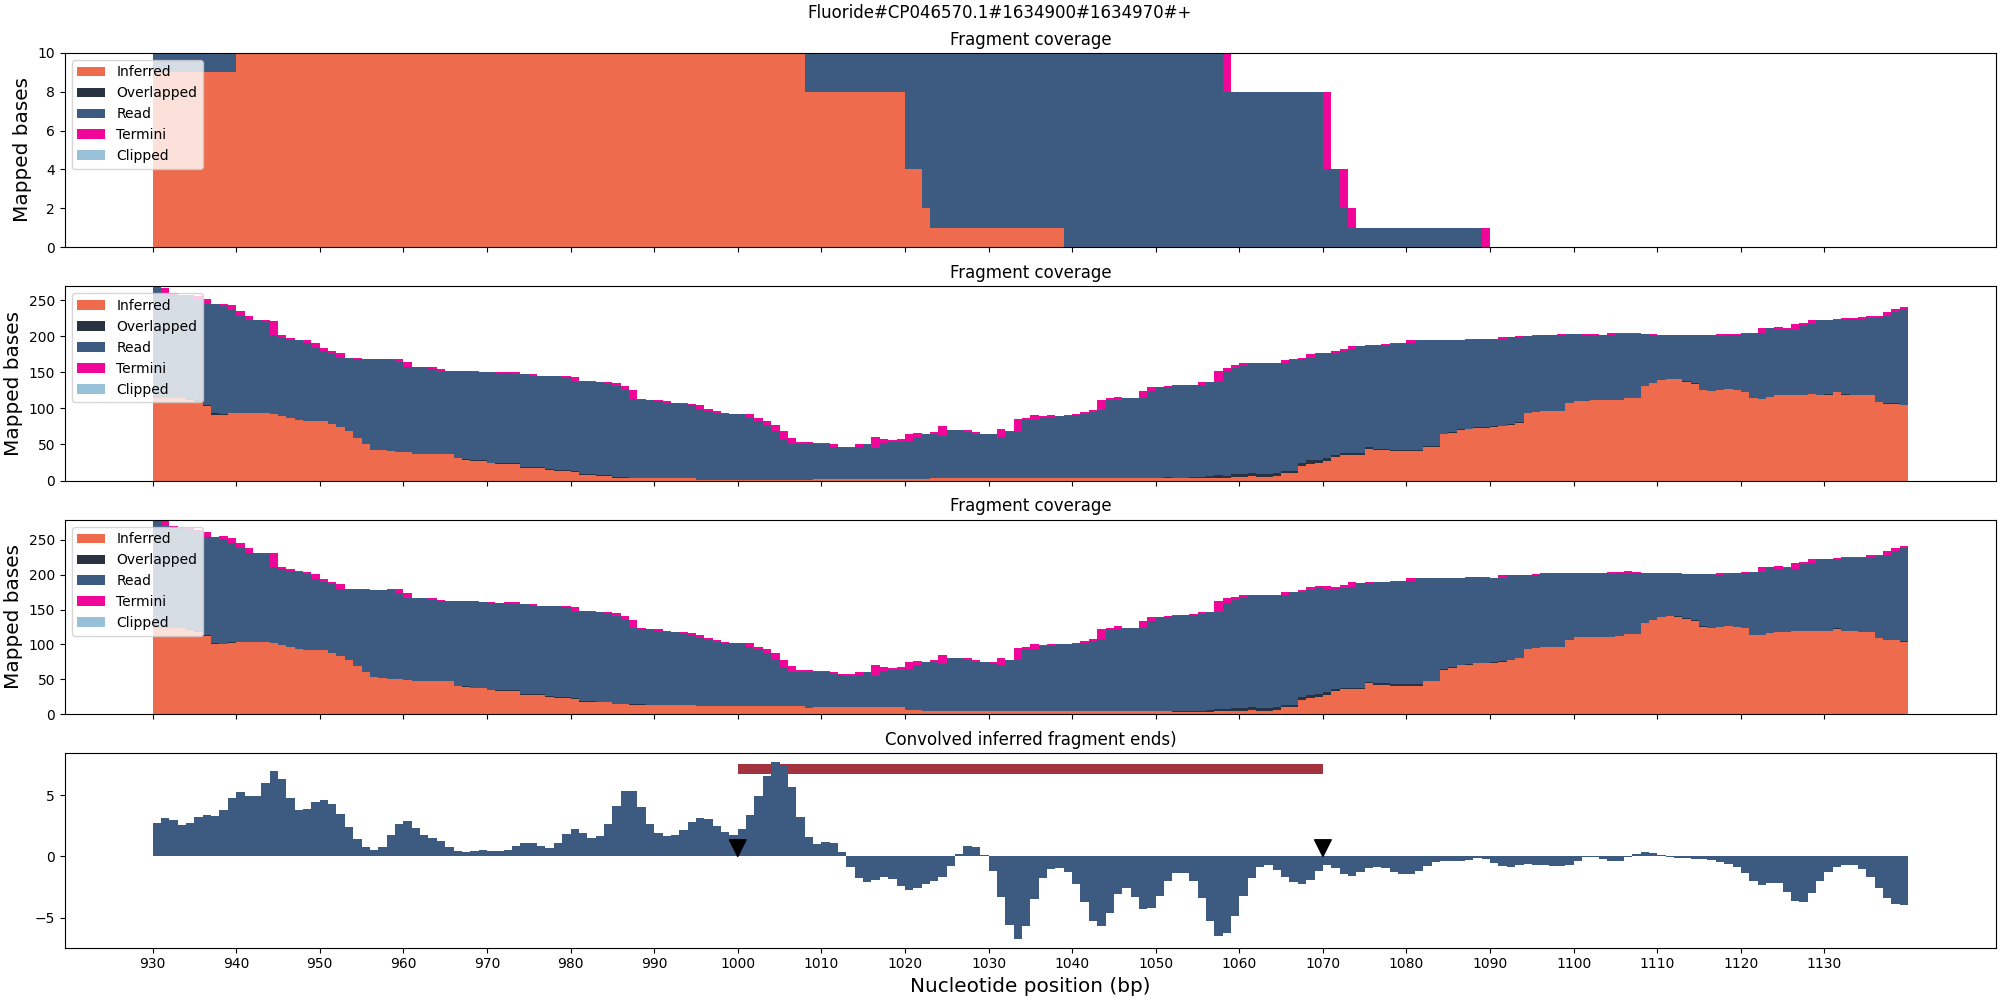 Fluoride#CP046570.1#1634900#1634970#+
Fragment coverage
Mapped bases
10
8
6
4
2
0
Inferred
Overlapped
Read
Termini
Clipped
Fragment coverage
Mapped bases
250
200
150
100
50
0
Inferred
Overlapped
Read
Termini
Clipped
Fragment coverage
Mapped bases
250
200
150
100
50
0
Inferred
Overlapped
Read
Termini
Clipped
Convolved inferred fragment ends)
5
0
−5
930 940 950 960 970 980 990 1000 1010 1020 1030 1040 1050 1060 1070 1080 1090 1100 1110 1120 1130
Nucleotide position (bp)